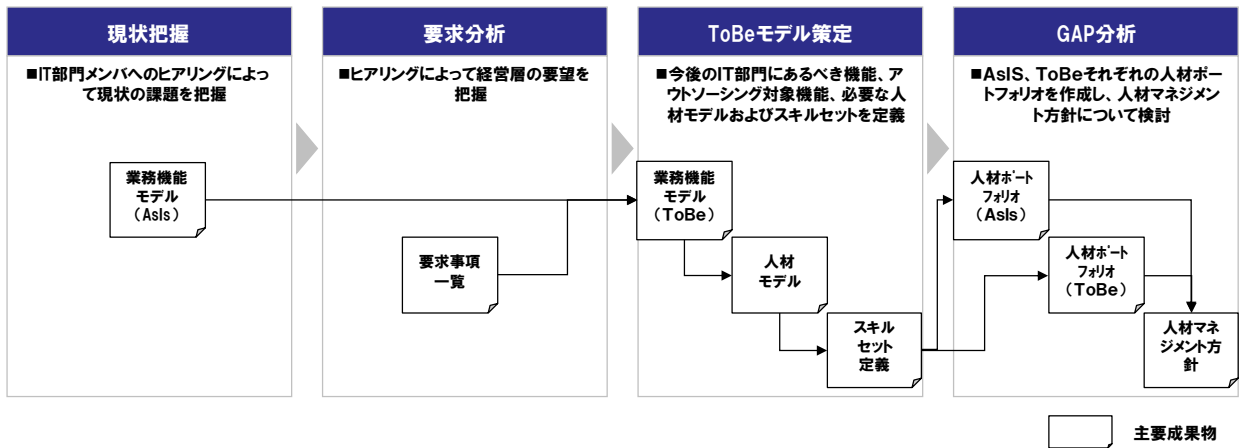 現状把握
要求分析
ToBeモデル策定
GAP分析
■IT部門メンバへのヒアリングによっ
て現状の課題を把握
■ヒアリングによって経営層の要望を
把握
■今後のIT部門にあるべき機能、ア
ウトソーシング対象機能、必要な人
材モデルおよびスキルセットを定義
■AsIS、ToBeそれぞれの人材ポー
トフォリオを作成し、人材マネジメン
ト方針について検討
業務機能
モデル
（AsIs）
要求事項
一覧
業務機能
モデル
（ToBe）
人材
モデル
スキル
セット
定義
人材ポート
フォリオ
（AsIs）
人材ポート
フォリオ
（ToBe）
人材マネ
ジメント方
針
主要成果物